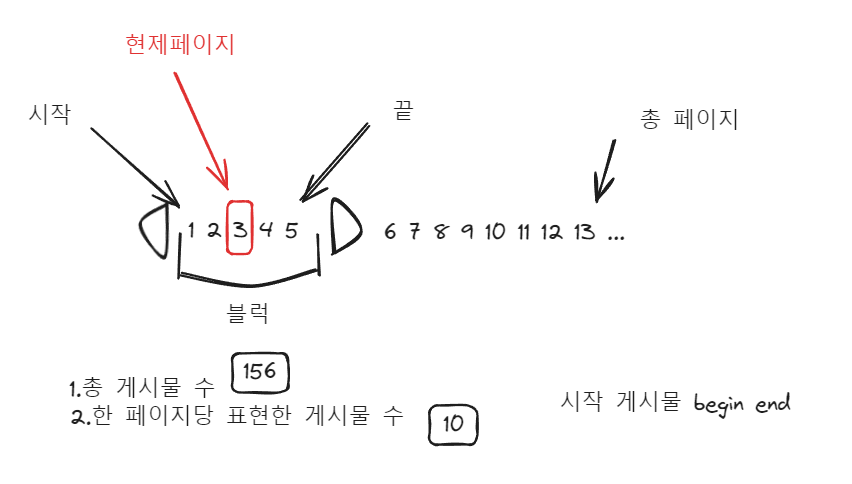 현제페이지
시작
끝
총 페이지
1 2 3 4 5
6 7 8 9 10 11 12 13 ...
블럭
1.총 게시물 수 156
2.한 페이지당 표현한 게시물 수 10
시작 게시물 begin end